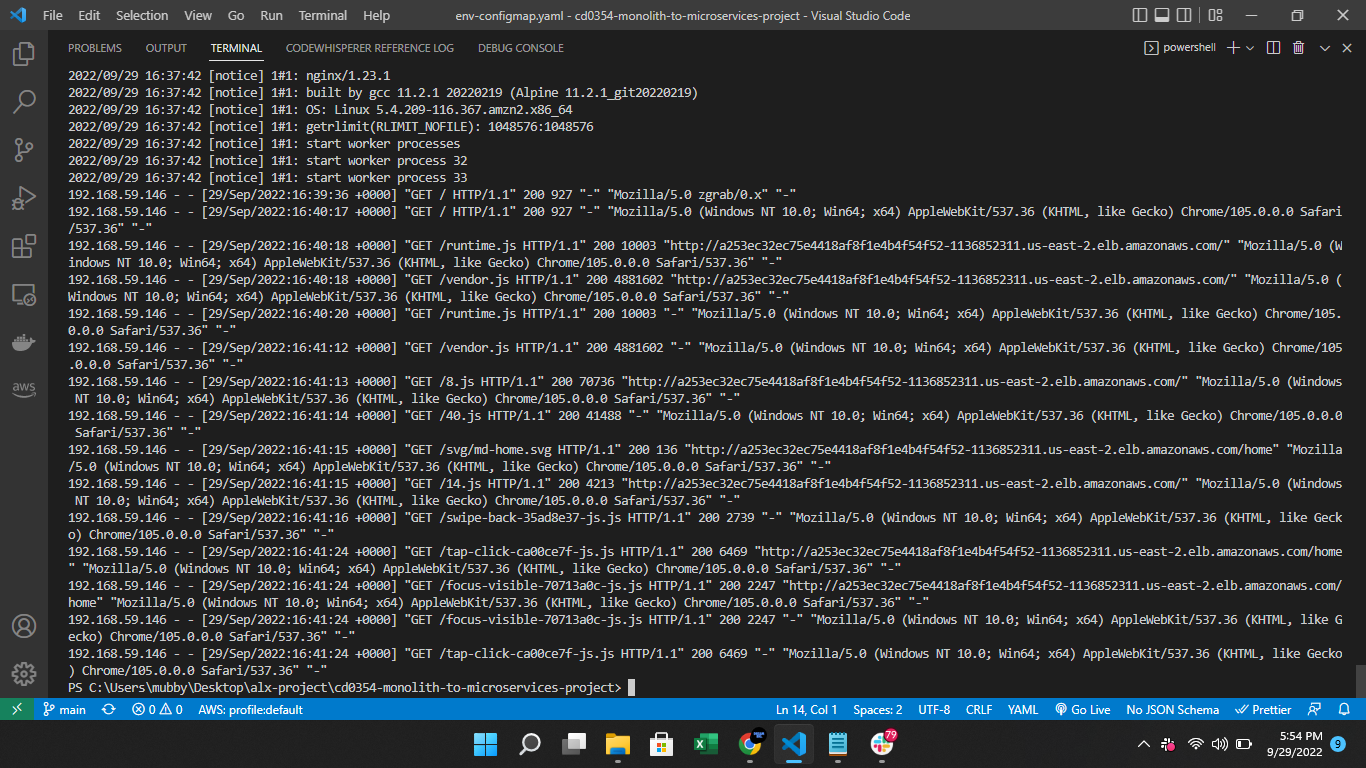 File Edit Selection View Go Run Terminal Help env-configmap.yaml - cd0354-monolith-to-microservices-project - Visual Studio Code
PROBLEMS OUTPUT TERMINAL CODEWHISPERER REFERENCE LOG DEBUG CONSOLE powershell
2022/09/29 16:37:42 [notice] 1#1: nginx/1.23.1
2022/09/29 16:37:42 [notice] 1#1: built by gcc 11.2.1 20220219 (Alpine 11.2.1_git20220219)
2022/09/29 16:37:42 [notice] 1#1: OS: Linux 5.4.209-116.367.amzn2.x86_64
2022/09/29 16:37:42 [notice] 1#1: getrlimit(RLIMIT_NOFILE): 1048576:1048576
2022/09/29 16:37:42 [notice] 1#1: start worker processes
2022/09/29 16:37:42 [notice] 1#1: start worker process 32
2022/09/29 16:37:42 [notice] 1#1: start worker process 33
192.168.59.146 - - [29/Sep/2022:16:39:36 +0000] "GET / HTTP/1.1" 200 927 "-" "Mozilla/5.0 zgrab/0.x" "-"
192.168.59.146 - - [29/Sep/2022:16:40:17 +0000] "GET / HTTP/1.1" 200 927 "-" "Mozilla/5.0 (Windows NT 10.0; Win64; x64) AppleWebKit/537.36 (KHTML, like Gecko) Chrome/105.0.0.0 Safari
/537.36" "-"
192.168.59.146 - - [29/Sep/2022:16:40:18 +0000] "GET /runtime.js HTTP/1.1" 200 10003 "http://a253ec32ec75e4418af8f1e4b4f54f52-1136852311.us-east-2.elb.amazonaws.com/" "Mozilla/5.0 (W
indows NT 10.0; Win64; x64) AppleWebKit/537.36 (KHTML, like Gecko) Chrome/105.0.0.0 Safari/537.36" "-"
192.168.59.146 - - [29/Sep/2022:16:40:18 +0000] "GET /vendor.js HTTP/1.1" 200 4881602 "http://a253ec32ec75e4418af8f1e4b4f54f52-1136852311.us-east-2.elb.amazonaws.com/" "Mozilla/5.0 (
Windows NT 10.0; Win64; x64) AppleWebKit/537.36 (KHTML, like Gecko) Chrome/105.0.0.0 Safari/537.36" "-"
192.168.59.146 - - [29/Sep/2022:16:40:20 +0000] "GET /runtime.js HTTP/1.1" 200 10003 "-" "Mozilla/5.0 (Windows NT 10.0; Win64; x64) AppleWebKit/537.36 (KHTML, like Gecko) Chrome/105.
0.0.0 Safari/537.36" "-"
192.168.59.146 - - [29/Sep/2022:16:41:12 +0000] "GET /vendor.js HTTP/1.1" 200 4881602 "-" "Mozilla/5.0 (Windows NT 10.0; Win64; x64) AppleWebKit/537.36 (KHTML, like Gecko) Chrome/105
.0.0.0 Safari/537.36" "-"
192.168.59.146 - - [29/Sep/2022:16:41:13 +0000] "GET /8.js HTTP/1.1" 200 70736 "http://a253ec32ec75e4418af8f1e4b4f54f52-1136852311.us-east-2.elb.amazonaws.com/" "Mozilla/5.0 (Windows
NT 10.0; Win64; x64) AppleWebKit/537.36 (KHTML, like Gecko) Chrome/105.0.0.0 Safari/537.36" "-"
192.168.59.146 - - [29/Sep/2022:16:41:14 +0000] "GET /40.js HTTP/1.1" 200 41488 "-" "Mozilla/5.0 (Windows NT 10.0; Win64; x64) AppleWebKit/537.36 (KHTML, like Gecko) Chrome/105.0.0.0
Safari/537.36" "-"
192.168.59.146 - - [29/Sep/2022:16:41:15 +0000] "GET /svg/md-home.svg HTTP/1.1" 200 136 "http://a253ec32ec75e4418af8f1e4b4f54f52-1136852311.us-east-2.elb.amazonaws.com/home" "Mozilla
/5.0 (Windows NT 10.0; Win64; x64) AppleWebKit/537.36 (KHTML, like Gecko) Chrome/105.0.0.0 Safari/537.36" "-"
192.168.59.146 - - [29/Sep/2022:16:41:15 +0000] "GET /14.js HTTP/1.1" 200 4213 "http://a253ec32ec75e4418af8f1e4b4f54f52-1136852311.us-east-2.elb.amazonaws.com/" "Mozilla/5.0 (Windows
NT 10.0; Win64; x64) AppleWebKit/537.36 (KHTML, like Gecko) Chrome/105.0.0.0 Safari/537.36" "-"
192.168.59.146 - - [29/Sep/2022:16:41:16 +0000] "GET /swipe-back-35ad8e37-js.js HTTP/1.1" 200 2739 "-" "Mozilla/5.0 (Windows NT 10.0; Win64; x64) AppleWebKit/537.36 (KHTML, like Geck
o) Chrome/105.0.0.0 Safari/537.36" "-"
192.168.59.146 - - [29/Sep/2022:16:41:24 +0000] "GET /tap-click-ca00ce7f-js.js HTTP/1.1" 200 6469 "http://a253ec32ec75e4418af8f1e4b4f54f52-1136852311.us-east-2.elb.amazonaws.com/home
" "Mozilla/5.0 (Windows NT 10.0; Win64; x64) AppleWebKit/537.36 (KHTML, like Gecko) Chrome/105.0.0.0 Safari/537.36" "-"
192.168.59.146 - - [29/Sep/2022:16:41:24 +0000] "GET /focus-visible-70713a0c-js.js HTTP/1.1" 200 2247 "http://a253ec32ec75e4418af8f1e4b4f54f52-1136852311.us-east-2.elb.amazonaws.com/
home" "Mozilla/5.0 (Windows NT 10.0; Win64; x64) AppleWebKit/537.36 (KHTML, like Gecko) Chrome/105.0.0.0 Safari/537.36" "-"
192.168.59.146 - - [29/Sep/2022:16:41:24 +0000] "GET /focus-visible-70713a0c-js.js HTTP/1.1" 200 2247 "-" "Mozilla/5.0 (Windows NT 10.0; Win64; x64) AppleWebKit/537.36 (KHTML, like G
ecko) Chrome/105.0.0.0 Safari/537.36" "-"
192.168.59.146 - - [29/Sep/2022:16:41:24 +0000] "GET /tap-click-ca00ce7f-js.js HTTP/1.1" 200 6469 "-" "Mozilla/5.0 (Windows NT 10.0; Win64; x64) AppleWebKit/537.36 (KHTML, like Gecko
) Chrome/105.0.0.0 Safari/537.36" "-"
PS C:\Users\mubby\Desktop\alx-project\cd0354-monolith-to-microservices-project>
aws
main 0 0 AWS: profile:default Ln 14, Col 1 Spaces: 2 UTF-8 CRLF YAML Go Live No JSON Schema Prettier
79
5:54 PM
9/29/2022 9